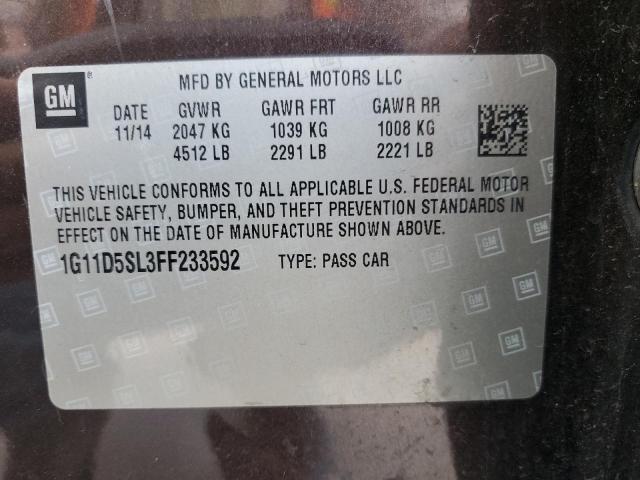 GM ®
MFD BY GENERAL MOTORS LLC
DATE GVWR GAWR FRT GAWR RR
11/14 2047 KG 1039 KG 1008 KG
4512 LB 2291 LB 2221 LB
THIS VEHICLE CONFORMS TO ALL APPLICABLE U.S. FEDERAL MOTOR
VEHICLE SAFETY, BUMPER, AND THEFT PREVENTION STANDARDS IN
EFFECT ON THE DATE OF MANUFACTURE SHOWN ABOVE.
1G11D5SL3FF233592 TYPE: PASS CAR